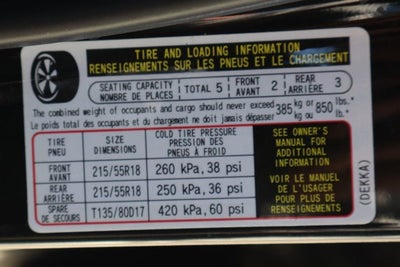 TIRE AND LOADING INFORMATION
RENSEIGNEMENTS SUR LES PNEUS ET LE CHARGEMENT
SEATING CAPACITY
NOMBRE DE PLACES
TOTAL 5
FRONT
AVANT 2
REAR
ARRIÈRE 3
The combined weight of occupants and cargo should never exceed 385 kg or 850 lbs.
Le poids total des occupants et du chargement ne doit jamais dépasser kg ou lb.
TIRE
PNEU
SIZE
DIMENSIONS
COLD TIRE PRESSURE
PRESSION DES
PNEUS À FROID
FRONT
AVANT
215/55R18
260 kPa, 38 psi
REAR
ARRIÈRE
215/55R18
250 kPa, 36 psi
SPARE
DE SECOURS
T135/80D17
420 kPa, 60 psi
SEE OWNER'S
MANUAL FOR
ADDITIONAL
INFORMATION
VOIR LE MANUEL
DE L'USAGER
POUR PLUS DE
RENSEIGNEMENTS
(DEKKA)